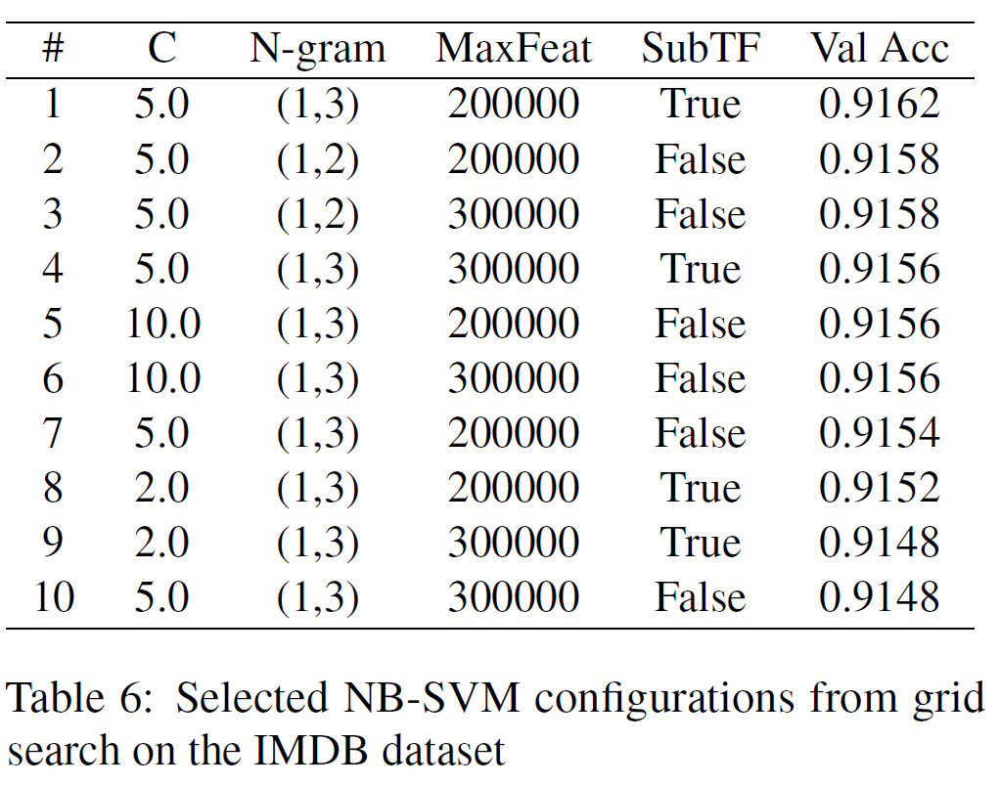 # C N-gram MaxFeat SubTF Val Acc
1 5.0 (1,3) 200000 True 0.9162
2 5.0 (1,2) 200000 False 0.9158
3 5.0 (1,2) 300000 False 0.9158
4 5.0 (1,3) 300000 True 0.9156
5 10.0 (1,3) 200000 False 0.9156
6 10.0 (1,3) 300000 False 0.9156
7 5.0 (1,3) 200000 False 0.9154
8 2.0 (1,3) 200000 True 0.9152
9 2.0 (1,3) 300000 True 0.9148
10 5.0 (1,3) 300000 False 0.9148
Table 6: Selected NB-SVM configurations from grid
search on the IMDB dataset